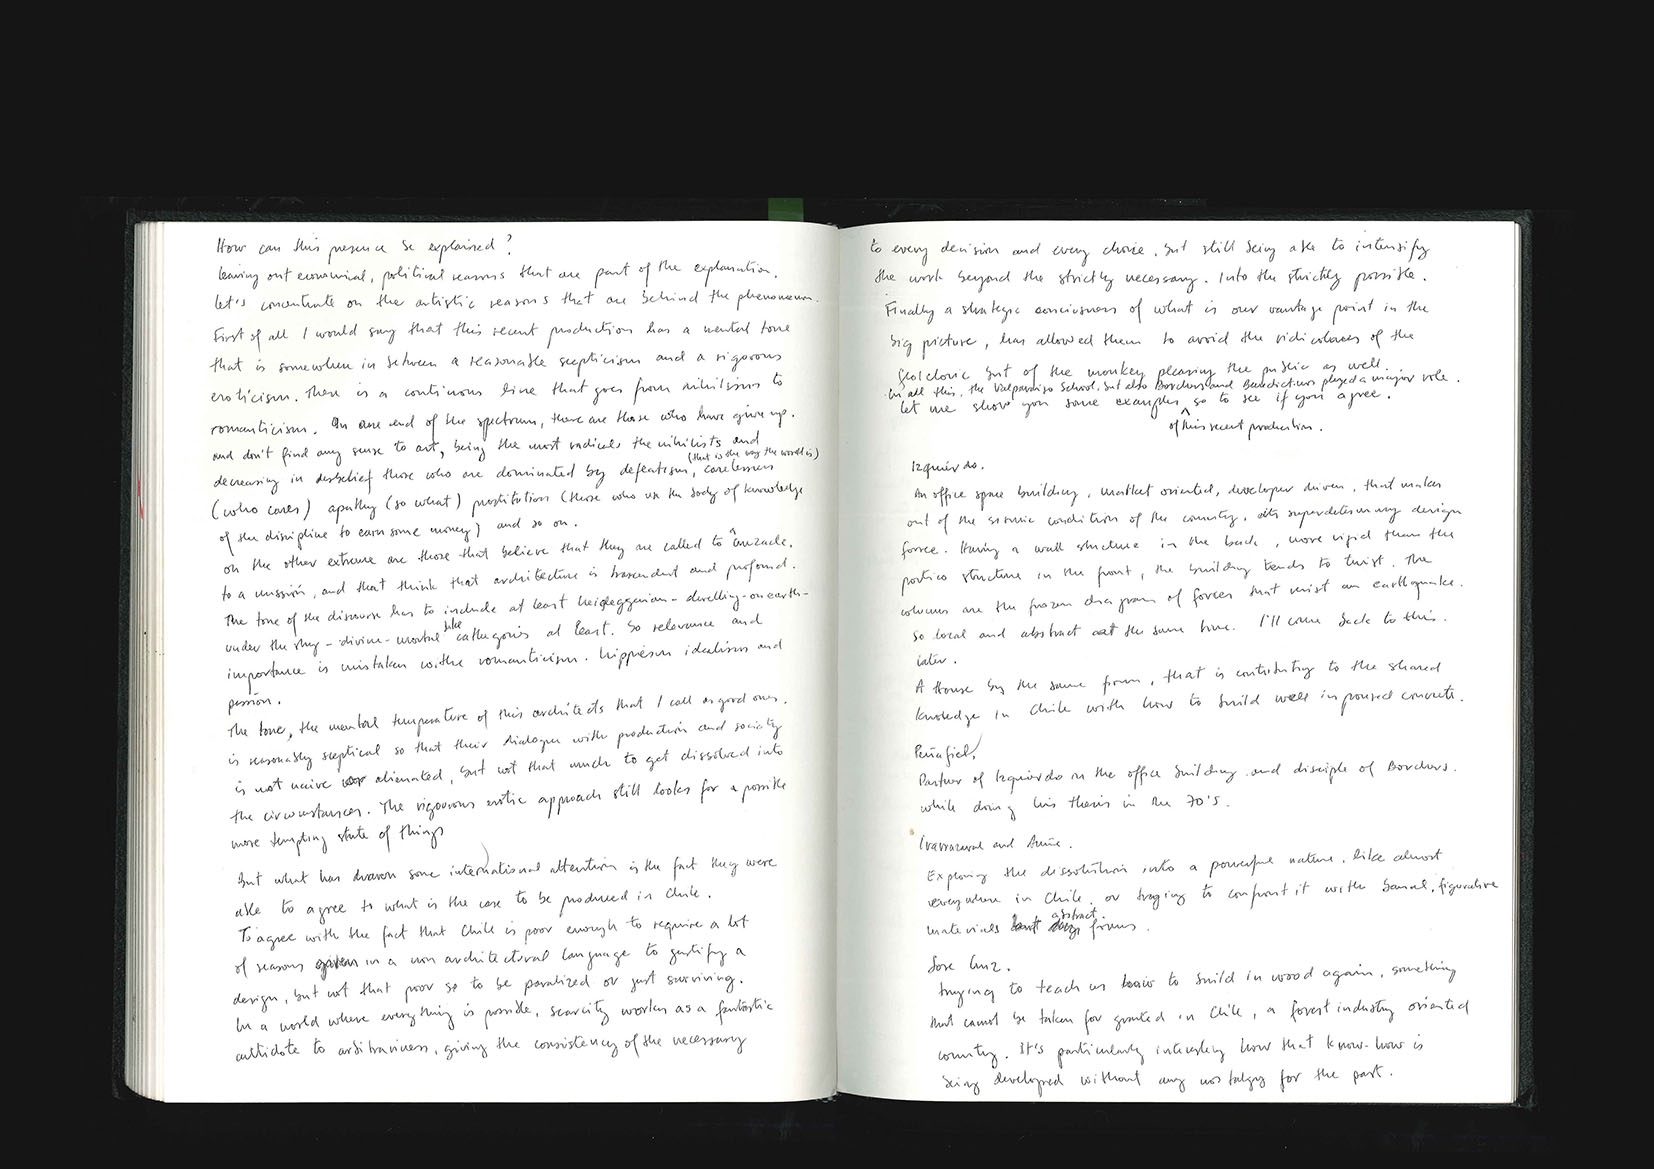 How can this presence be explained?
leaving out economical, political reasons that are part of the explanation.
let's concentrate on the artistic reasons that are behind the phenomenon.
First of all I would say that this recent production has a mental tone
that is somewhere in between a reasonable scepticism and a rigorous
eroticism. There is a continous line that goes from nihilism to
romanticism. On one end of the spectrum, there are those who have given up.
and don't find any sense to art, being the most radicals the nihilists and
(that is the way the world is)
decreasing in disbelief those who are dominated by defeatism, carelessness
(who cares) apathy (so what) prostitution (those who use the body of knowledge
of the discipline to earn some money) and so on.
on the other extreme are those that believe that they are called to
to a mission, and that think that architecture is trascendent and profound.
The tone of the discourse has to include at least heideggerian-dwelling-on earth-
under the sky-divine-mortal like cathegories at least. So relevance and
importance is mistaken with romanticism. hippiesm idealism and
passion.
The tone, the mental temperature of this architects that I call as good ones,
is reasonably skeptical so that their dialogue with production and society
is not naive or alienated, but not that much to get dissolved into
the circumstances. The rigourous erotic approach still looks for a possible
more tempting state of things
But what has drawn some international attention is the fact they were
able to agree to what is the case to be produced in Chile.
To agree with the fact that Chile is poor enough to require a lot
of reasons given in a non architectural language to justify a
design, but not that poor so to be paralized or just surviving.
In a world where everything is possible, scarcity works as a fantastic
antidote to arbitrariness, giving the consistency of the necessary
to every decision and every choice, but still being able to intensify
the work beyond the strictly necessary. Into the strictly possible.
Finally a strategic conciousness of what is our vantage point in the
big picture, has allowed them to avoid the ridicolores of the
folcloric but of the monkey pleasing the public as well.
In all this, the Valparaiso School, but also Borchers and Benedictines played a major role.
let me show you some examples so to see if you agree.
of this recent production.
Izquierdo.
An office space building, market oriented, developer driven, that makes
out of the seismic condition of the country, its superdetermining design
force. Having a wall structure in the back, more rigid than the
portico structure in the front, the building tends to twist. The
columns are the frozen diagram of forces that resist an earthquake.
so local and abstract at the same time. I'll come back to this.
later.
A House by the same firm, that is contributing to the shared
knowledge in Chile with how to build well in poured concrete.
Peñafiel,
Partner of Izquierdo in the office building and disciple of Borchers.
while doing his thesis in the 70's.
Irarrazaval and Aune.
Exploring the dissolution into a powerful nature, like almost
everywhere in Chile, or trying to confront it with banal, figurative
materials abstract forms.
Jose Cruz.
trying to teach us how to build in wood again, something
that cannot be taken for granted in Chile, a forest industry oriented
country. It's particularly interesting how that know-how is
being developed without any nostalgy for the past.